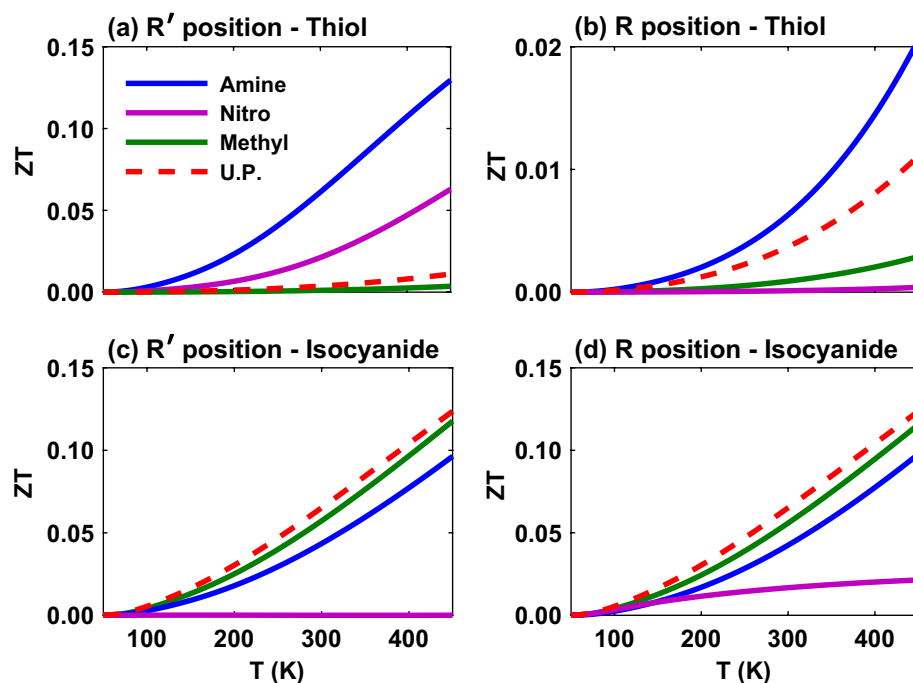 (a) R′ position - Thiol
0.15
0.10
0.05
0.00
ZT
Amine
Nitro
Methyl
U.P.
(b) R position - Thiol
0.02
0.01
0.00
ZT
(c) R′ position - Isocyanide
0.15
0.10
0.05
0.00
ZT
100 200 300 400
T (K)
(d) R position - Isocyanide
0.15
0.10
0.05
0.00
ZT
100 200 300 400
T (K)